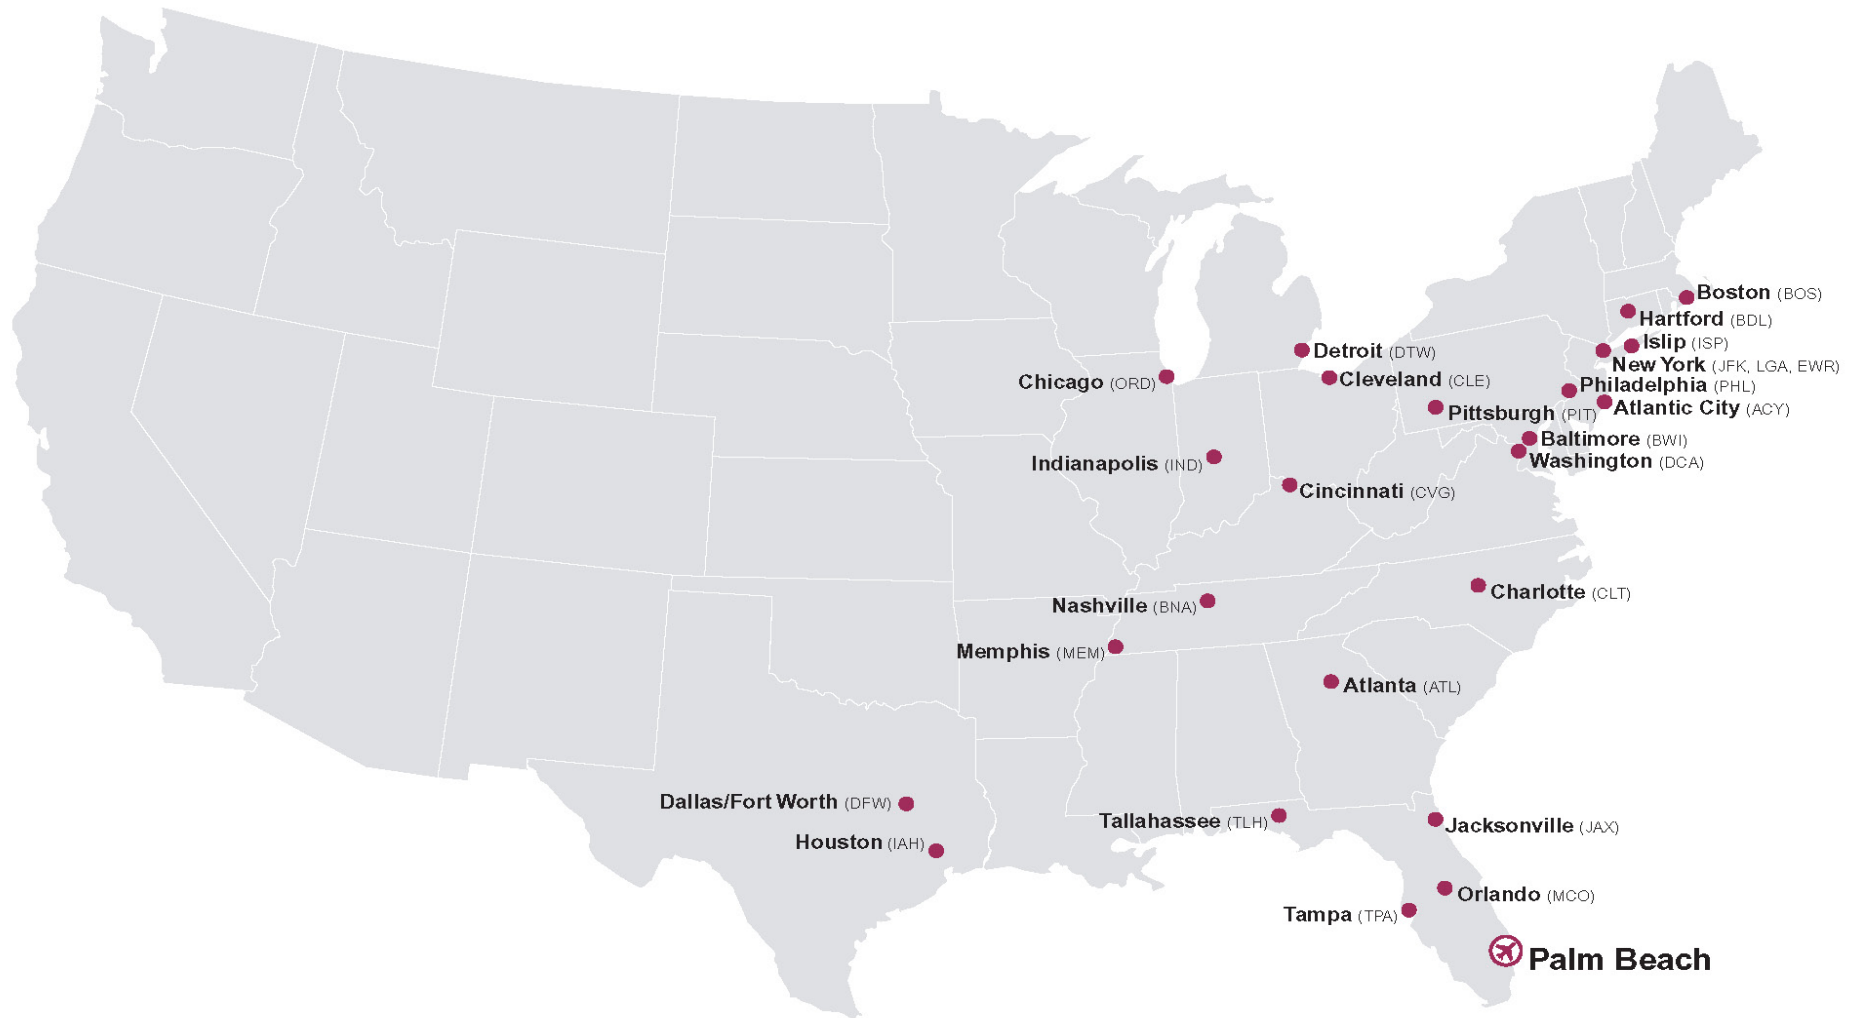 Boston (BOS)
Hartford (BDL)
Islip (ISP)
Detroit (DTW)
New York (JFK, LGA, EWR)
Chicago (ORD)
Cleveland (CLE)
Philadelphia (PHL)
Pittsburgh (PIT)
Atlantic City (ACY)
Baltimore (BWI)
Indianapolis (IND)
Washington (DCA)
Cincinnati (CVG)
Nashville (BNA)
Charlotte (CLT)
Memphis (MEM)
Atlanta (ATL)
Dallas/Fort Worth (DFW)
Tallahassee (TLH)
Jacksonville (JAX)
Houston (IAH)
Orlando (MCO)
Tampa (TPA)
Palm Beach